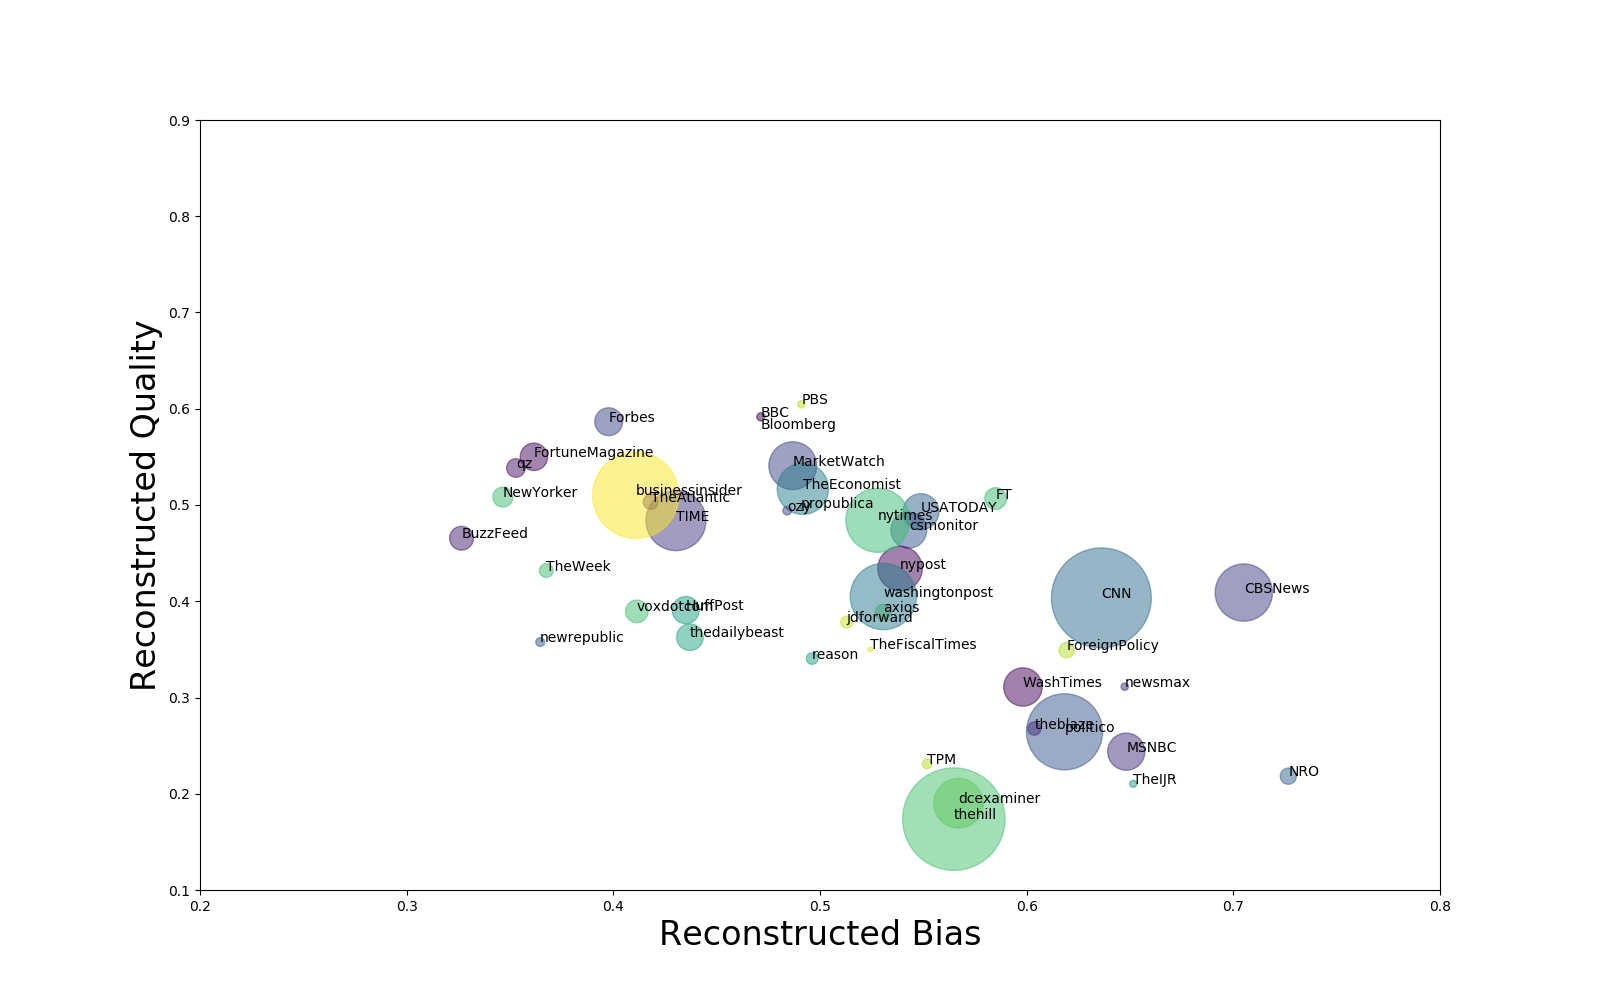 0.9
0.8
0.7
0.6
0.5
0.4
0.3
0.2
0.1
Reconstructed Quality
PBS
BBC
Forbes
Bloomberg
FortuneMagazine
qz
MarketWatch
TheEconomist
NewYorker
businessinsider
TheAtlantic
FT
ozy
propublica
USATODAY
TIME
nytimes
csmonitor
BuzzFeed
TheWeek
nypost
CNN
washingtonpost
CBSNews
voxdotcom
HuffPost
axios
jdforward
newrepublic
thedailybeast
TheFiscalTimes
ForeignPolicy
reason
WashTimes
newsmax
theblaze
politico
MSNBC
TPM
NRO
TheIJR
dcexaminer
thehill
0.2 0.3 0.4 0.5 0.6 0.7 0.8
Reconstructed Bias